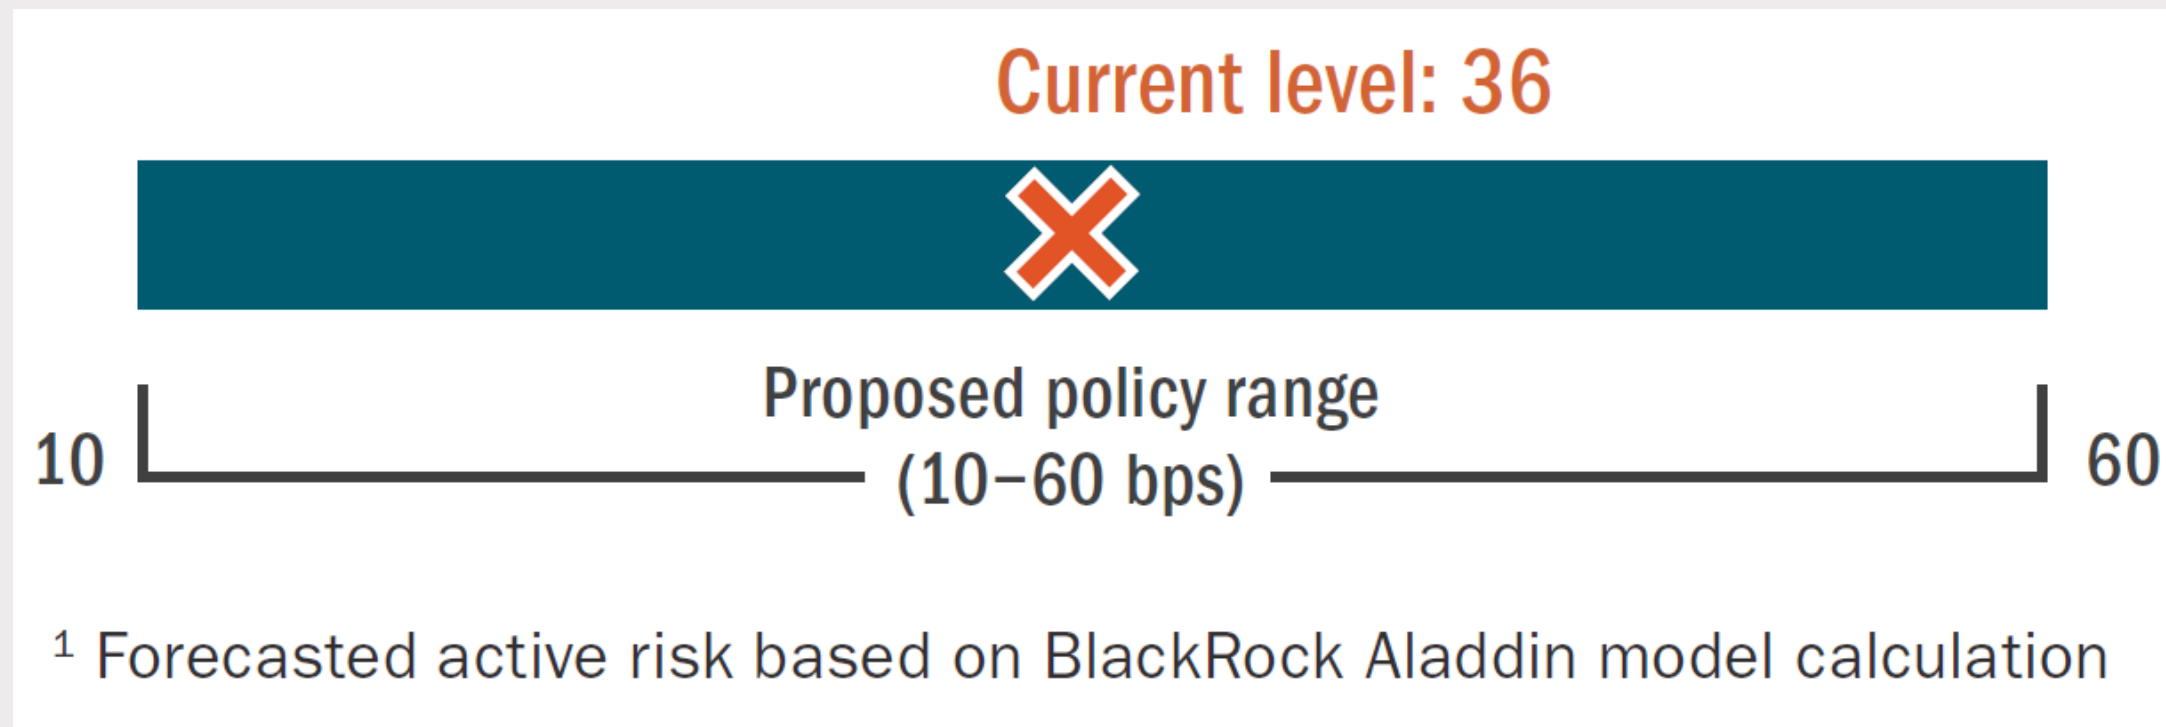 Current level: 36
Proposed policy range
10 (10–60 bps) 60
¹ Forecasted active risk based on BlackRock Aladdin model calculation